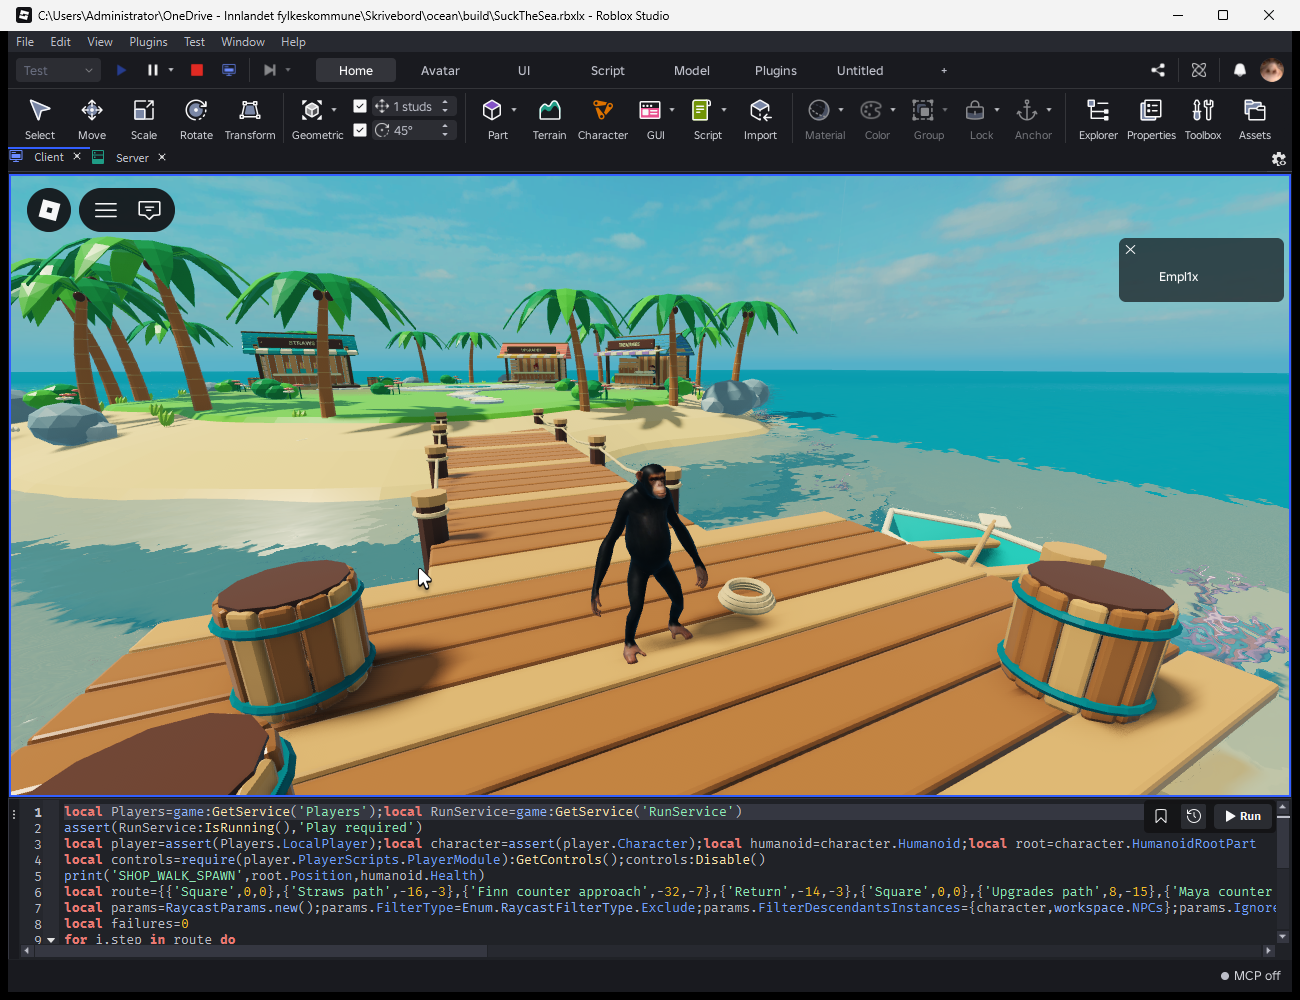 C:\Users\Administrator\OneDrive - Innlandet fylkeskommune\Skrivebord\ocean\build\SuckTheSea.rbxlx - Roblox Studio
File Edit View Plugins Test Window Help
Test Home Avatar UI Script Model Plugins Untitled +
1 studs
45°
Select Move Scale Rotate Transform Geometric Part Terrain Character GUI Script Import Material Color Group Lock Anchor Explorer Properties Toolbox Assets
Client Server
Empl1x
STRAWS
UPGRADES
1 local Players=game:GetService('Players');local RunService=game:GetService('RunService')
Run
2 assert(RunService:IsRunning(),'Play required')
3 local player=assert(Players.LocalPlayer);local character=assert(player.Character);local humanoid=character.Humanoid;local root=character.HumanoidRootPart
4 local controls=require(player.PlayerScripts.PlayerModule):GetControls();controls:Disable()
5 print('SHOP_WALK_SPAWN',root.Position,humanoid.Health)
6 local route={{'Square',0,0},{'Straws path',-16,-3},{'Finn counter approach',-32,-7},{'Return',-14,-3},{'Square',0,0},{'Upgrades path',8,-15},{'Maya counter
7 local params=RaycastParams.new();params.FilterType=Enum.RaycastFilterType.Exclude;params.FilterDescendantsInstances={character,workspace.NPCs};params.Ignore
8 local failures=0
9 for i,step in route do
MCP off